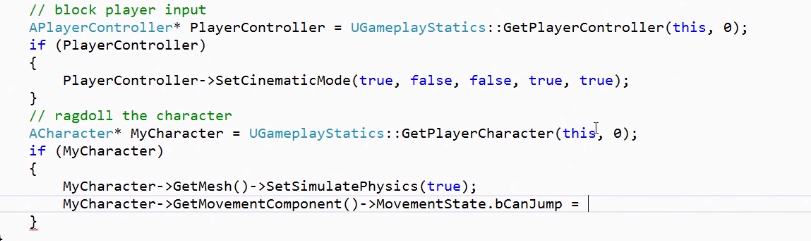 // block player input
APlayerController* PlayerController = UGameplayStatics::GetPlayerController(this, 0);
if (PlayerController)
{
PlayerController->SetCinematicMode(true, false, false, true, true);
}
// ragdoll the character
ACharacter* MyCharacter = UGameplayStatics::GetPlayerCharacter(this, 0);
if (MyCharacter)
{
MyCharacter->GetMesh()->SetSimulatePhysics(true);
MyCharacter->GetMovementComponent()->MovementState.bCanJump =
}